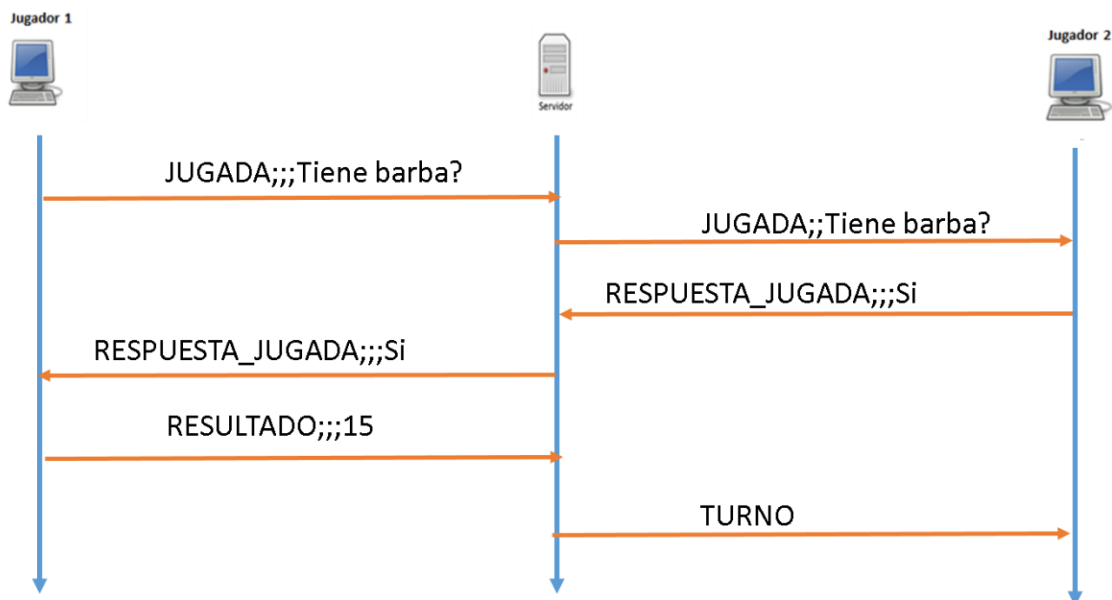 Jugador 1
Servidor
Jugador 2
JUGADA;;;Tiene barba?
JUGADA;;Tiene barba?
RESPUESTA_JUGADA;;;Si
RESPUESTA_JUGADA;;;Si
RESULTADO;;;15
TURNO